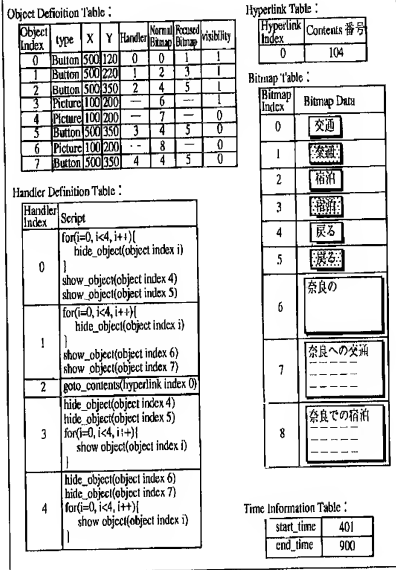 Object Definition Table :
Object Index type X Y Handler Normal Bitmap Focused Bitmap visibility
0 Button 500 120 0 0 1 1
1 Button 500 220 1 2 3 1
2 Button 500 350 2 4 5 1
3 Picture 100 200 — 6 — 1
4 Picture 100 200 — 7 — 0
5 Button 500 350 3 4 5 0
6 Picture 100 200 -- 8 — 0
7 Button 500 350 4 4 5 0
Handler Definition Table :
Handler Index Script
0
for(i=0, i<4, i++){
hide_object(object index i)
}
show_object(object index 4)
show_object(object index 5)
1
for(i=0, i<4, i++){
hide_object(object index i)
}
show_object(object index 6)
show_object(object index 7)
2 goto_contents(hyperlink index 0)
3
hide_object(object index 4)
hide_object(object index 5)
for(i=0, i<4, i++){
show object(object index i)
}
4
hide_object(object index 6)
hide_object(object index 7)
for(i=0, i<4, i++){
show object(object index i)
}
Hyperlink Table :
Hyperlink Index Contents 番号
0 104
Bitmap Table :
Bitmap Index Bitmap Data
0 交通
1 交通
2 宿泊
3 宿泊
4 戻る
5 戻る
6 奈良の
7 奈良への交通
8 奈良での宿泊
Time Information Table :
start_time 401
end_time 900